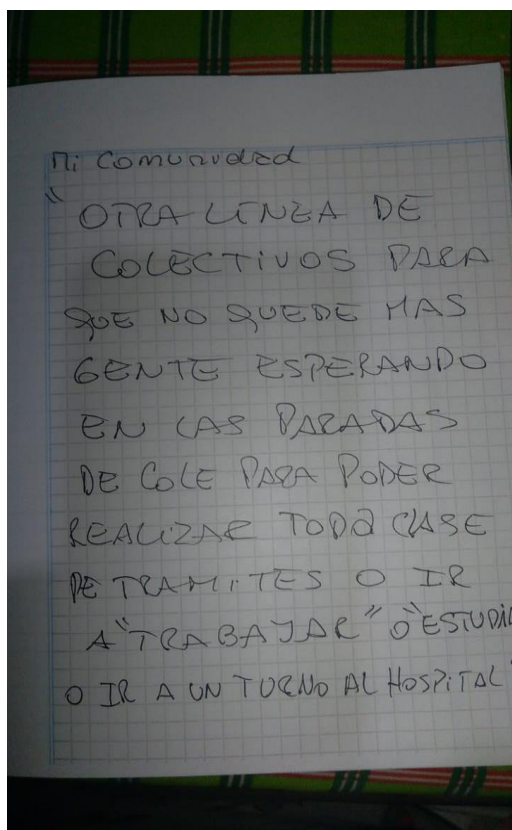 Mi Comunidad
"OTRA LINEA DE
COLECTIVOS PARA
QUE NO QUEDE MAS
GENTE ESPERANDO
EN LAS PARADAS
DE COLE PARA PODER
REALIZAR TODA CLASE
DE TRAMITES O IR
A "TRABAJAR" O "ESTUDIA
O IR A UN TURNO AL HOSPITAL"